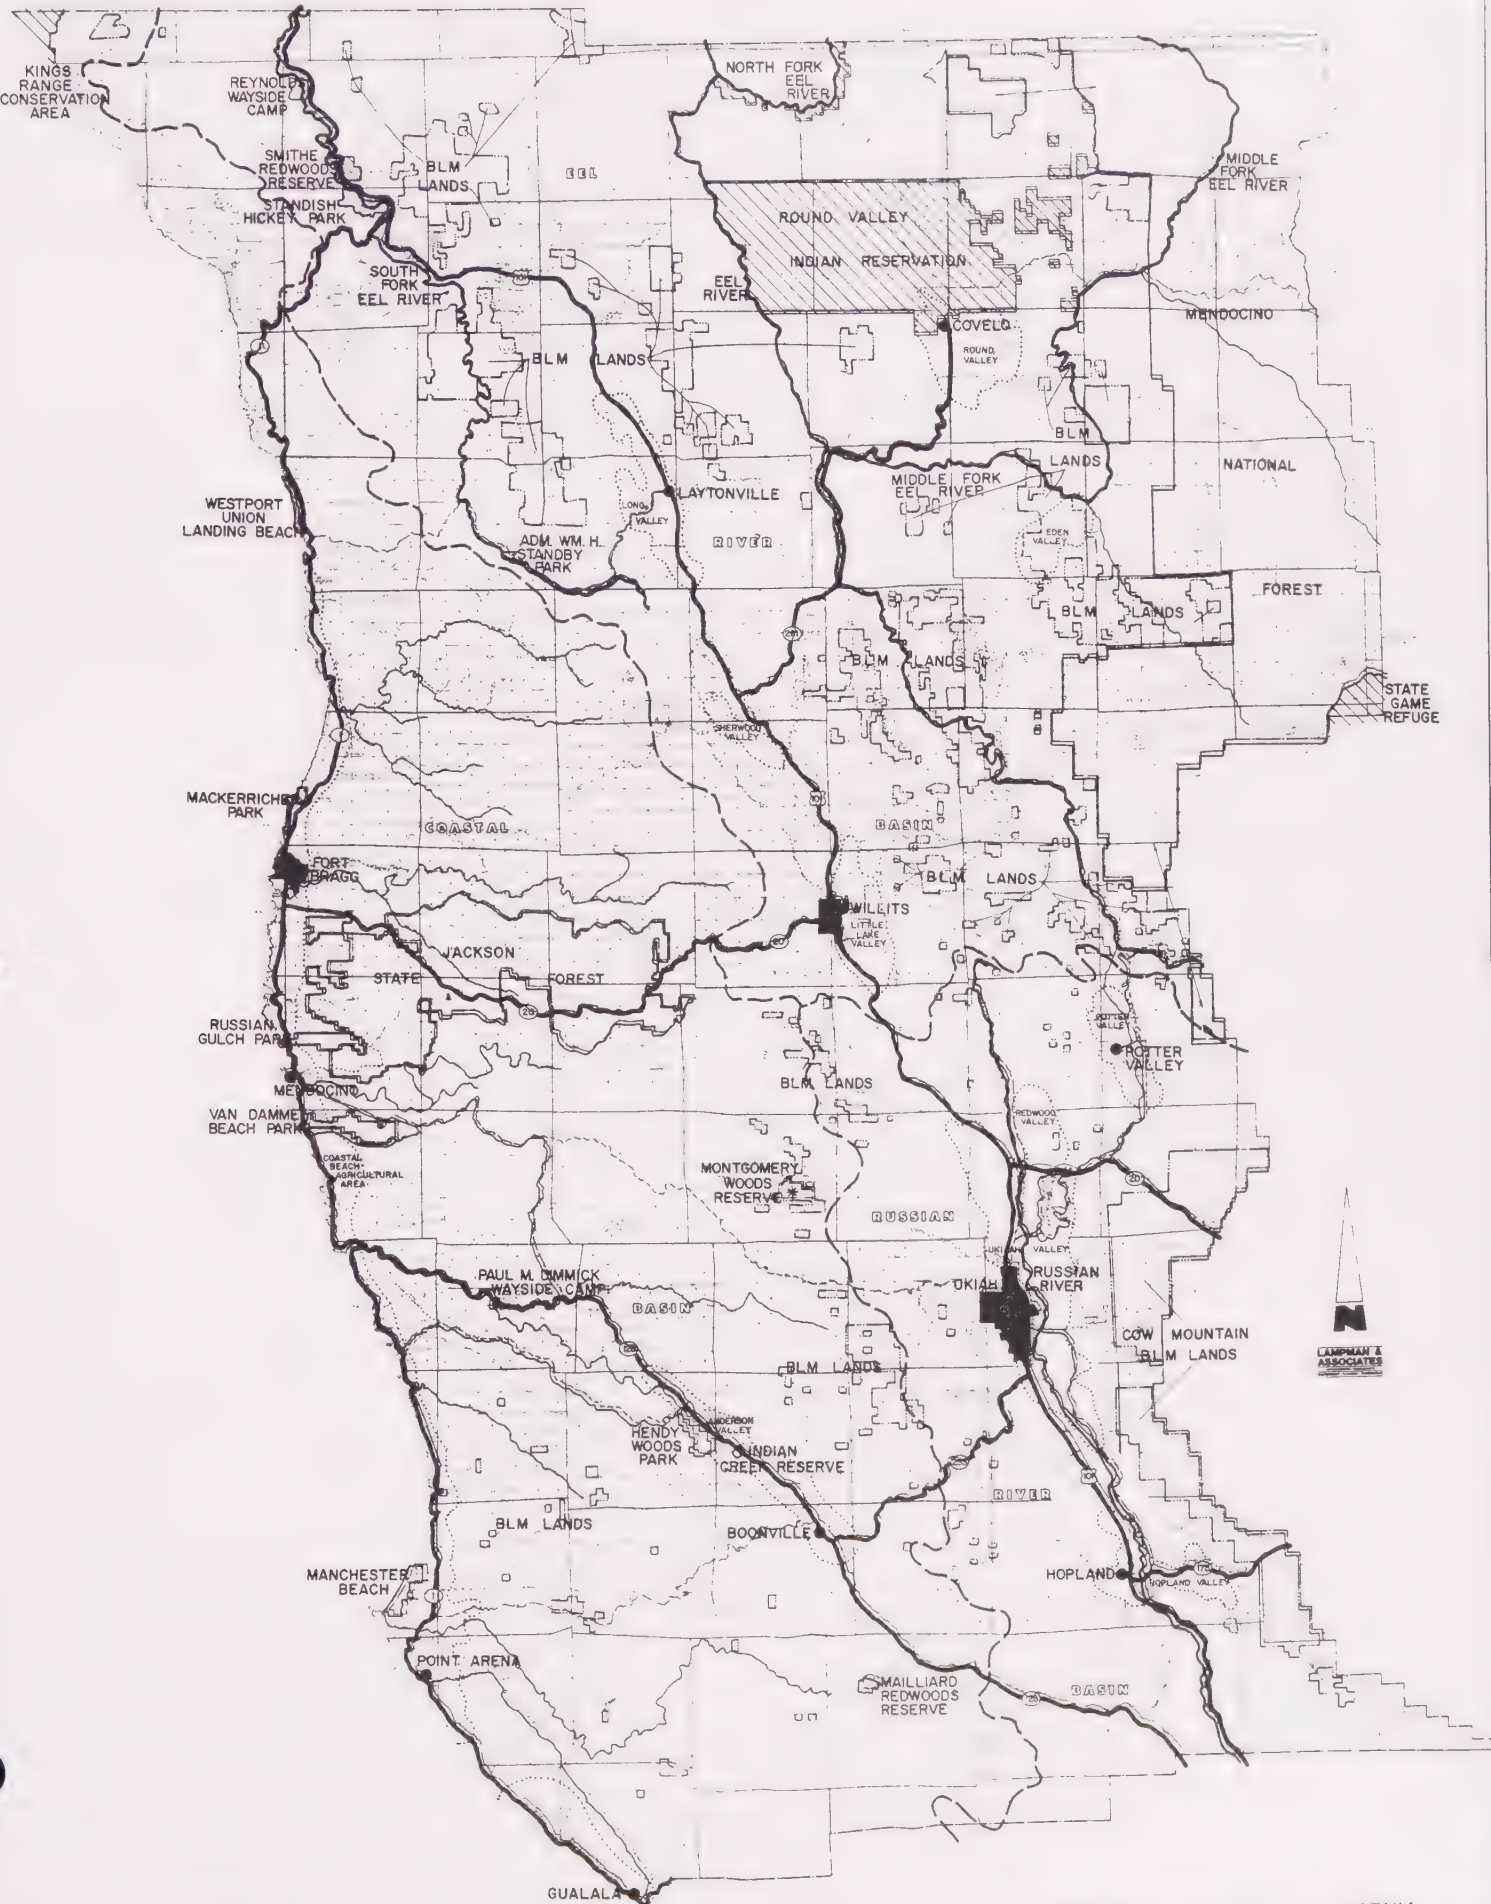 KINGS
RANGE
CONSERVATION
AREA
REYNOLDS
WAYSIDE
CAMP
NORTH FORK
EEL
RIVER
SMITHE
REDWOODS
RESERVE
BLM
LANDS
EEL
MIDDLE
FORK
EEL RIVER
STANDISH
HICKEY PARK
ROUND VALLEY
INDIAN RESERVATION
SOUTH
FORK
EEL RIVER
101
EEL
RIVER
MENDOCINO
COVELO
ROUND
VALLEY
1
BLM LANDS
BLM
LANDS
NATIONAL
WESTPORT
UNION
LANDING BEACH
LAYTONVILLE
LONG
VALLEY
MIDDLE FORK
EEL RIVER
ADM. WM. H.
STANDBY
PARK
RIVER
EDEN
VALLEY
FOREST
BLM LANDS
BLM LANDS
STATE
GAME
REFUGE
SHERWOOD
VALLEY
1
MACKERRICHER
PARK
101
COASTAL
BASIN
FORT
BRAGG
BLM LANDS
WILLITS
LITTLE
LAKE
VALLEY
20
JACKSON
STATE FOREST
20
RUSSIAN
GULCH PARK
POTTER
VALLEY
POTTER
VALLEY
MENDOCINO
BLM LANDS
VAN DAMME
BEACH PARK
REDWOOD
VALLEY
COASTAL
BEACH-
AGRICULTURAL
AREA
MONTGOMERY
WOODS
RESERVE
20
RUSSIAN
UKIAH VALLEY
PAUL M. DIMMICK
WAYSIDE CAMP
UKIAH
RUSSIAN
RIVER
BASIN
N
COW MOUNTAIN
BLM LANDS
LAMPMAN &
ASSOCIATES
128
BLM LANDS
ANDERSON
VALLEY
HENDY
WOODS
PARK
INDIAN
CREEK RESERVE
101
RIVER
BLM LANDS
BOONVILLE
MANCHESTER
BEACH
HOPLAND
175
HOPLAND VALLEY
1
POINT ARENA
MAILLIARD
REDWOODS
RESERVE
128
BASIN
GUALALA